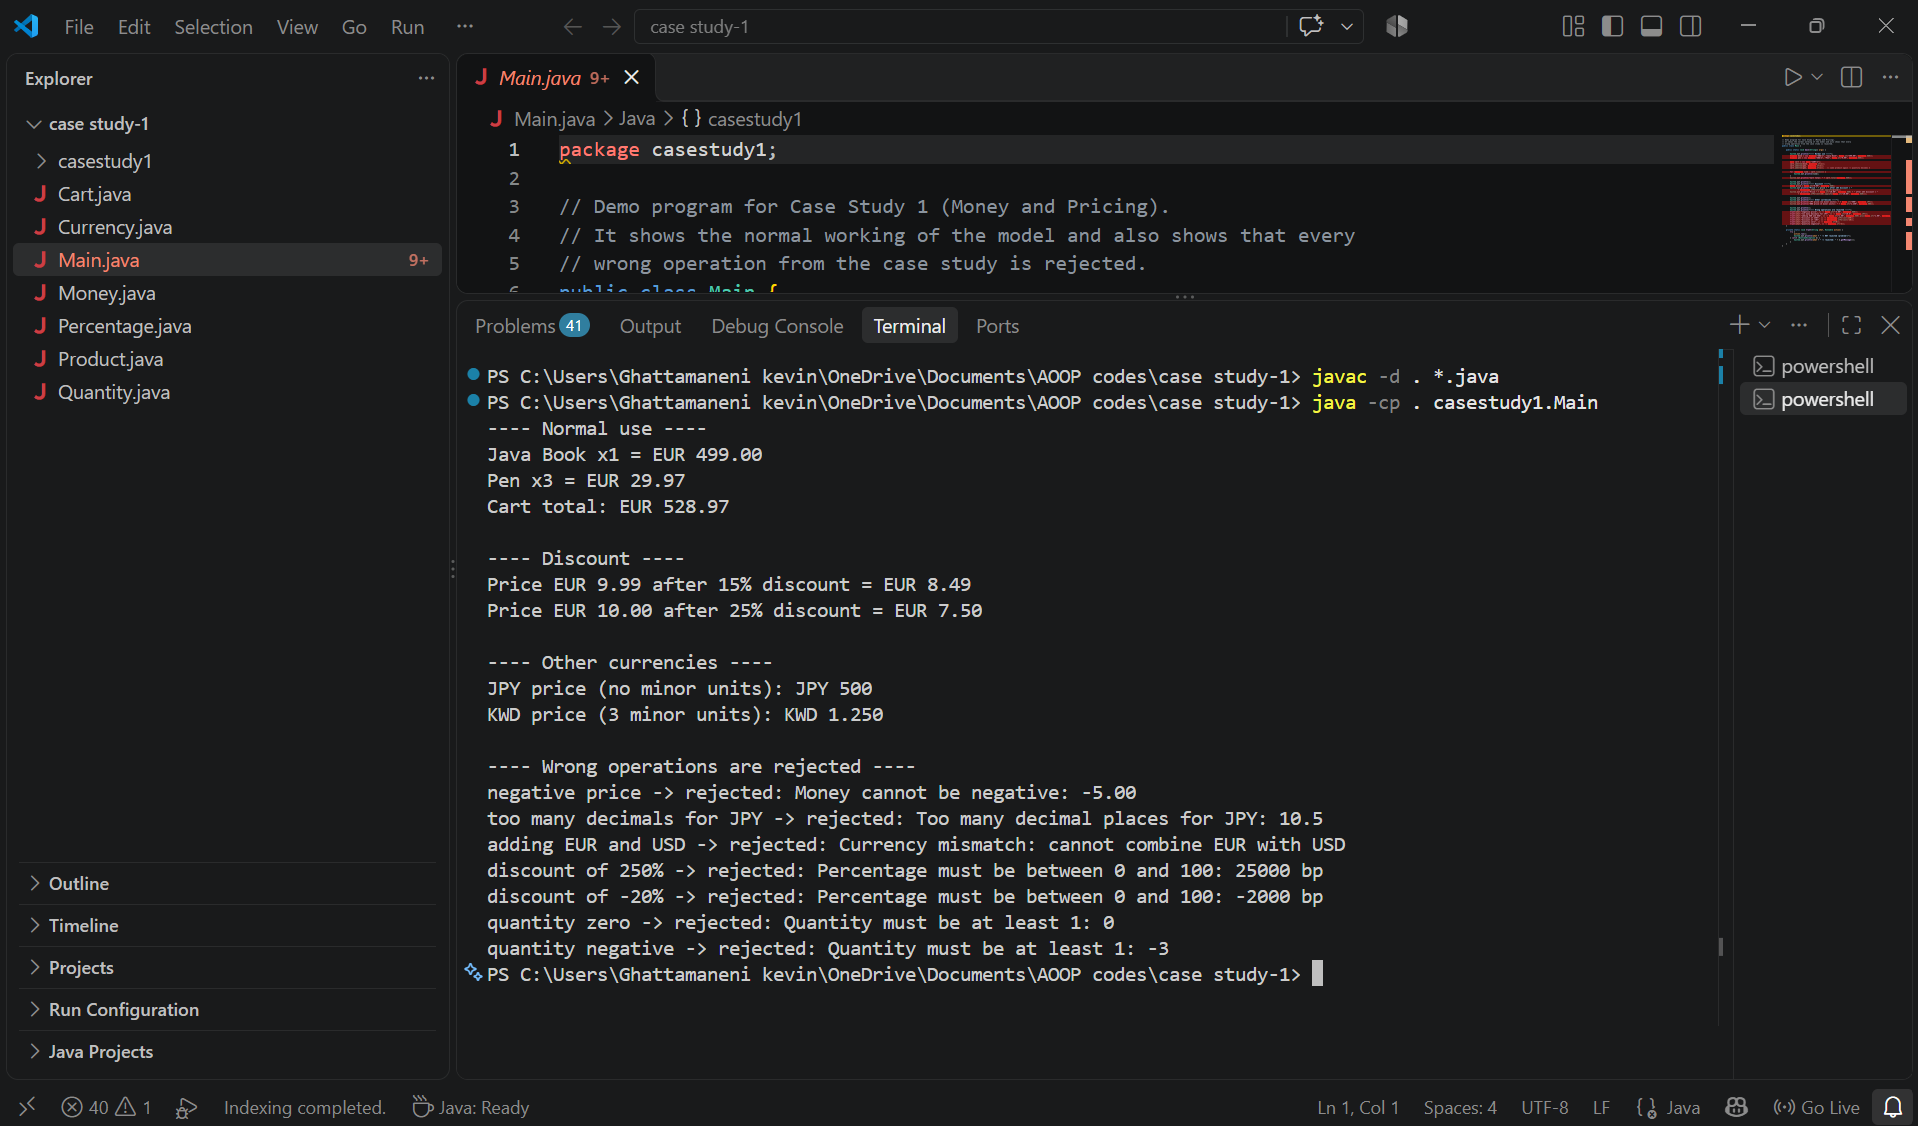 File Edit Selection View Go Run ···
case study-1
Explorer
case study-1
casestudy1
Cart.java
Currency.java
Main.java 9+
Money.java
Percentage.java
Product.java
Quantity.java
Outline
Timeline
Projects
Run Configuration
Java Projects
Main.java 9+
Main.java > Java > {} casestudy1
1 package casestudy1;
2
3 // Demo program for Case Study 1 (Money and Pricing).
4 // It shows the normal working of the model and also shows that every
5 // wrong operation from the case study is rejected.
6 public class Main {
Problems 41 Output Debug Console Terminal Ports
powershell
powershell
PS C:\Users\Ghattamaneni kevin\OneDrive\Documents\AOOP codes\case study-1> javac -d . *.java
PS C:\Users\Ghattamaneni kevin\OneDrive\Documents\AOOP codes\case study-1> java -cp . casestudy1.Main
---- Normal use ----
Java Book x1 = EUR 499.00
Pen x3 = EUR 29.97
Cart total: EUR 528.97
---- Discount ----
Price EUR 9.99 after 15% discount = EUR 8.49
Price EUR 10.00 after 25% discount = EUR 7.50
---- Other currencies ----
JPY price (no minor units): JPY 500
KWD price (3 minor units): KWD 1.250
---- Wrong operations are rejected ----
negative price -> rejected: Money cannot be negative: -5.00
too many decimals for JPY -> rejected: Too many decimal places for JPY: 10.5
adding EUR and USD -> rejected: Currency mismatch: cannot combine EUR with USD
discount of 250% -> rejected: Percentage must be between 0 and 100: 25000 bp
discount of -20% -> rejected: Percentage must be between 0 and 100: -2000 bp
quantity zero -> rejected: Quantity must be at least 1: 0
quantity negative -> rejected: Quantity must be at least 1: -3
PS C:\Users\Ghattamaneni kevin\OneDrive\Documents\AOOP codes\case study-1>
40 1 Indexing completed. Java: Ready Ln 1, Col 1 Spaces: 4 UTF-8 LF Java Go Live